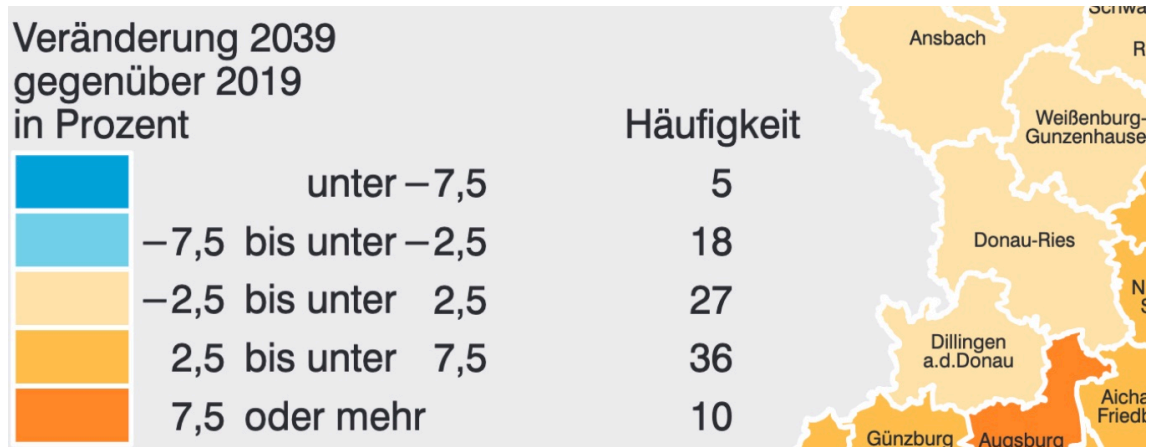 Veränderung 2039
gegenüber 2019
in Prozent
Häufigkeit
unter −7,5 5
−7,5 bis unter −2,5 18
−2,5 bis unter 2,5 27
2,5 bis unter 7,5 36
7,5 oder mehr 10
Ansbach
Weißenburg-
Gunzenhause
Donau-Ries
Dillingen
a.d.Donau
Günzburg
Augsburg